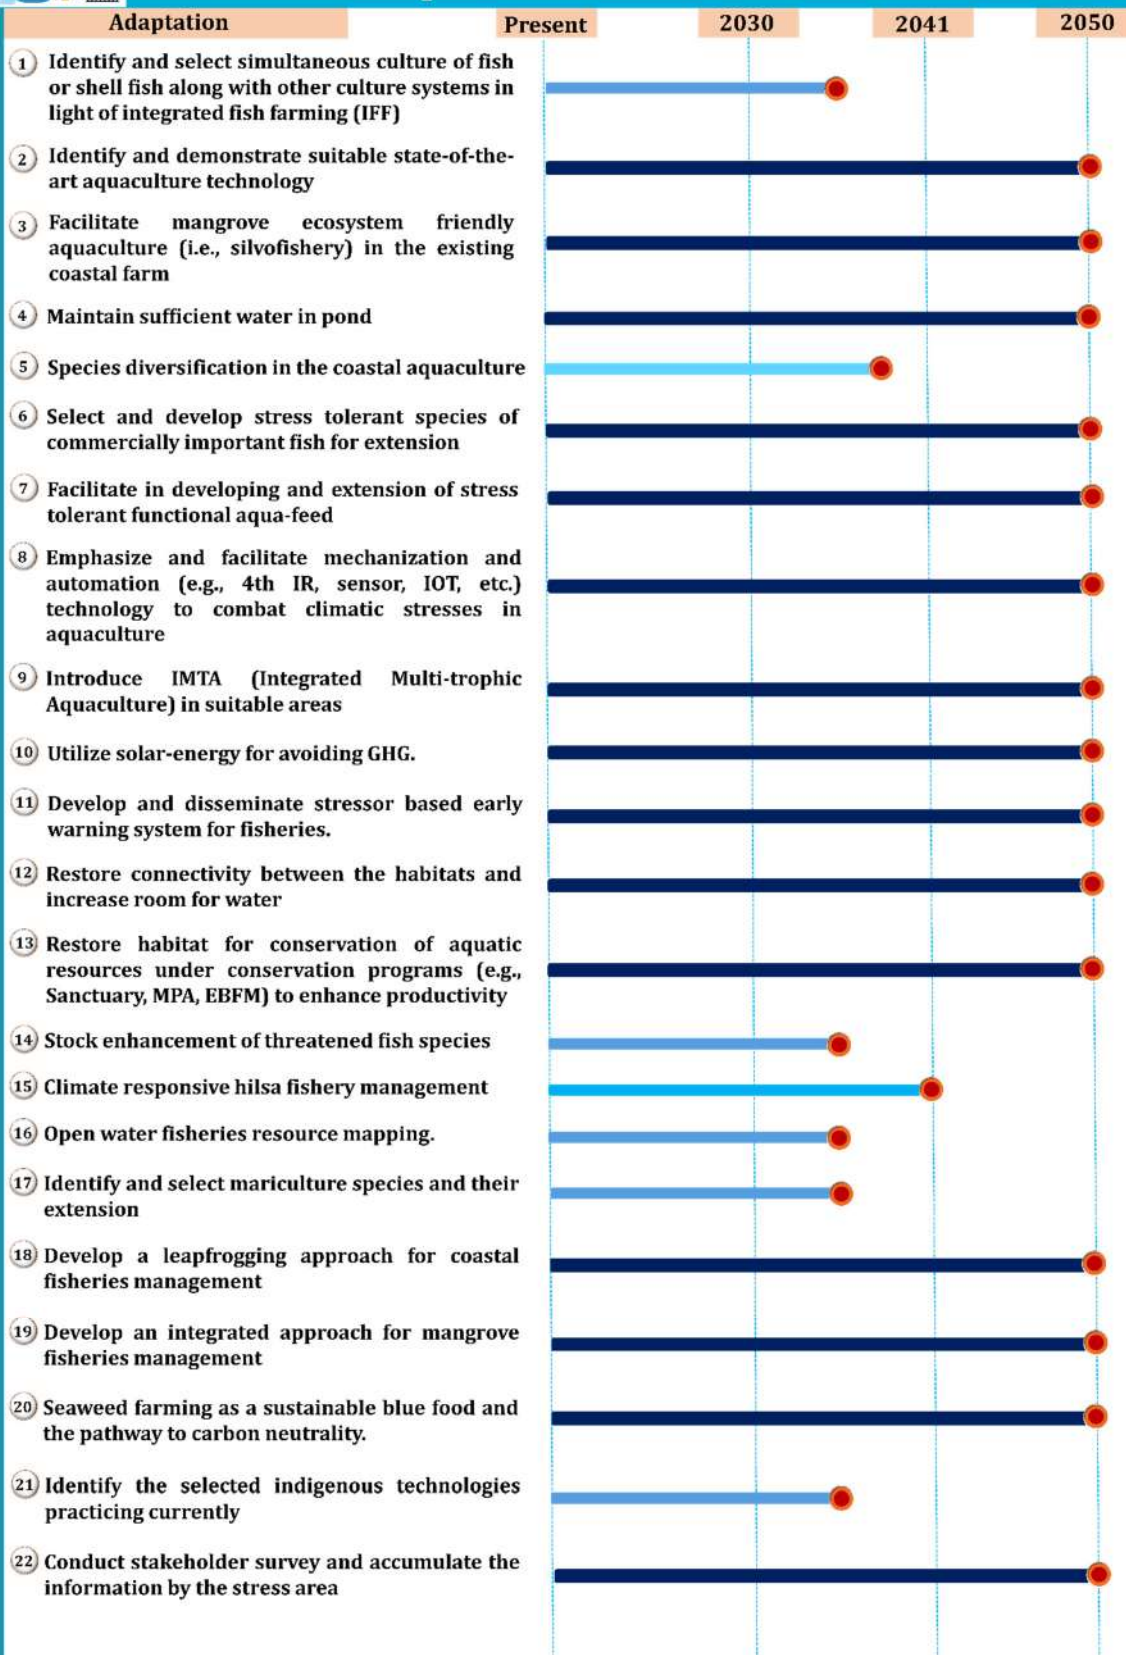 Adaptation Present 2030 2041 2050
1 Identify and select simultaneous culture of fish
or shell fish along with other culture systems in
light of integrated fish farming (IFF)
2 Identify and demonstrate suitable state-of-the-
art aquaculture technology
3 Facilitate mangrove ecosystem friendly
aquaculture (i.e., silvofishery) in the existing
coastal farm
4 Maintain sufficient water in pond
5 Species diversification in the coastal aquaculture
6 Select and develop stress tolerant species of
commercially important fish for extension
7 Facilitate in developing and extension of stress
tolerant functional aqua-feed
8 Emphasize and facilitate mechanization and
automation (e.g., 4th IR, sensor, IOT, etc.)
technology to combat climatic stresses in
aquaculture
9 Introduce IMTA (Integrated Multi-trophic
Aquaculture) in suitable areas
10 Utilize solar-energy for avoiding GHG.
11 Develop and disseminate stressor based early
warning system for fisheries.
12 Restore connectivity between the habitats and
increase room for water
13 Restore habitat for conservation of aquatic
resources under conservation programs (e.g.,
Sanctuary, MPA, EBFM) to enhance productivity
14 Stock enhancement of threatened fish species
15 Climate responsive hilsa fishery management
16 Open water fisheries resource mapping.
17 Identify and select mariculture species and their
extension
18 Develop a leapfrogging approach for coastal
fisheries management
19 Develop an integrated approach for mangrove
fisheries management
20 Seaweed farming as a sustainable blue food and
the pathway to carbon neutrality.
21 Identify the selected indigenous technologies
practicing currently
22 Conduct stakeholder survey and accumulate the
information by the stress area